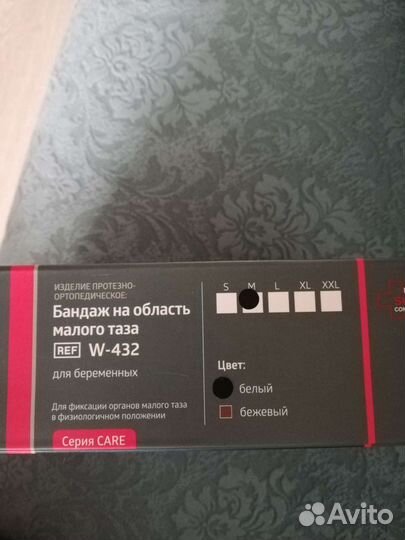 ИЗДЕЛИЕ ПРОТЕЗНО-
ОРТОПЕДИЧЕСКОЕ:
Бандаж на область
малого таза
REF W-432
для беременных
Для фиксации органов малого таза
в физиологичном положении
Серия CARE
S M L XL XXL
Цвет:
белый
бежевый
Avito